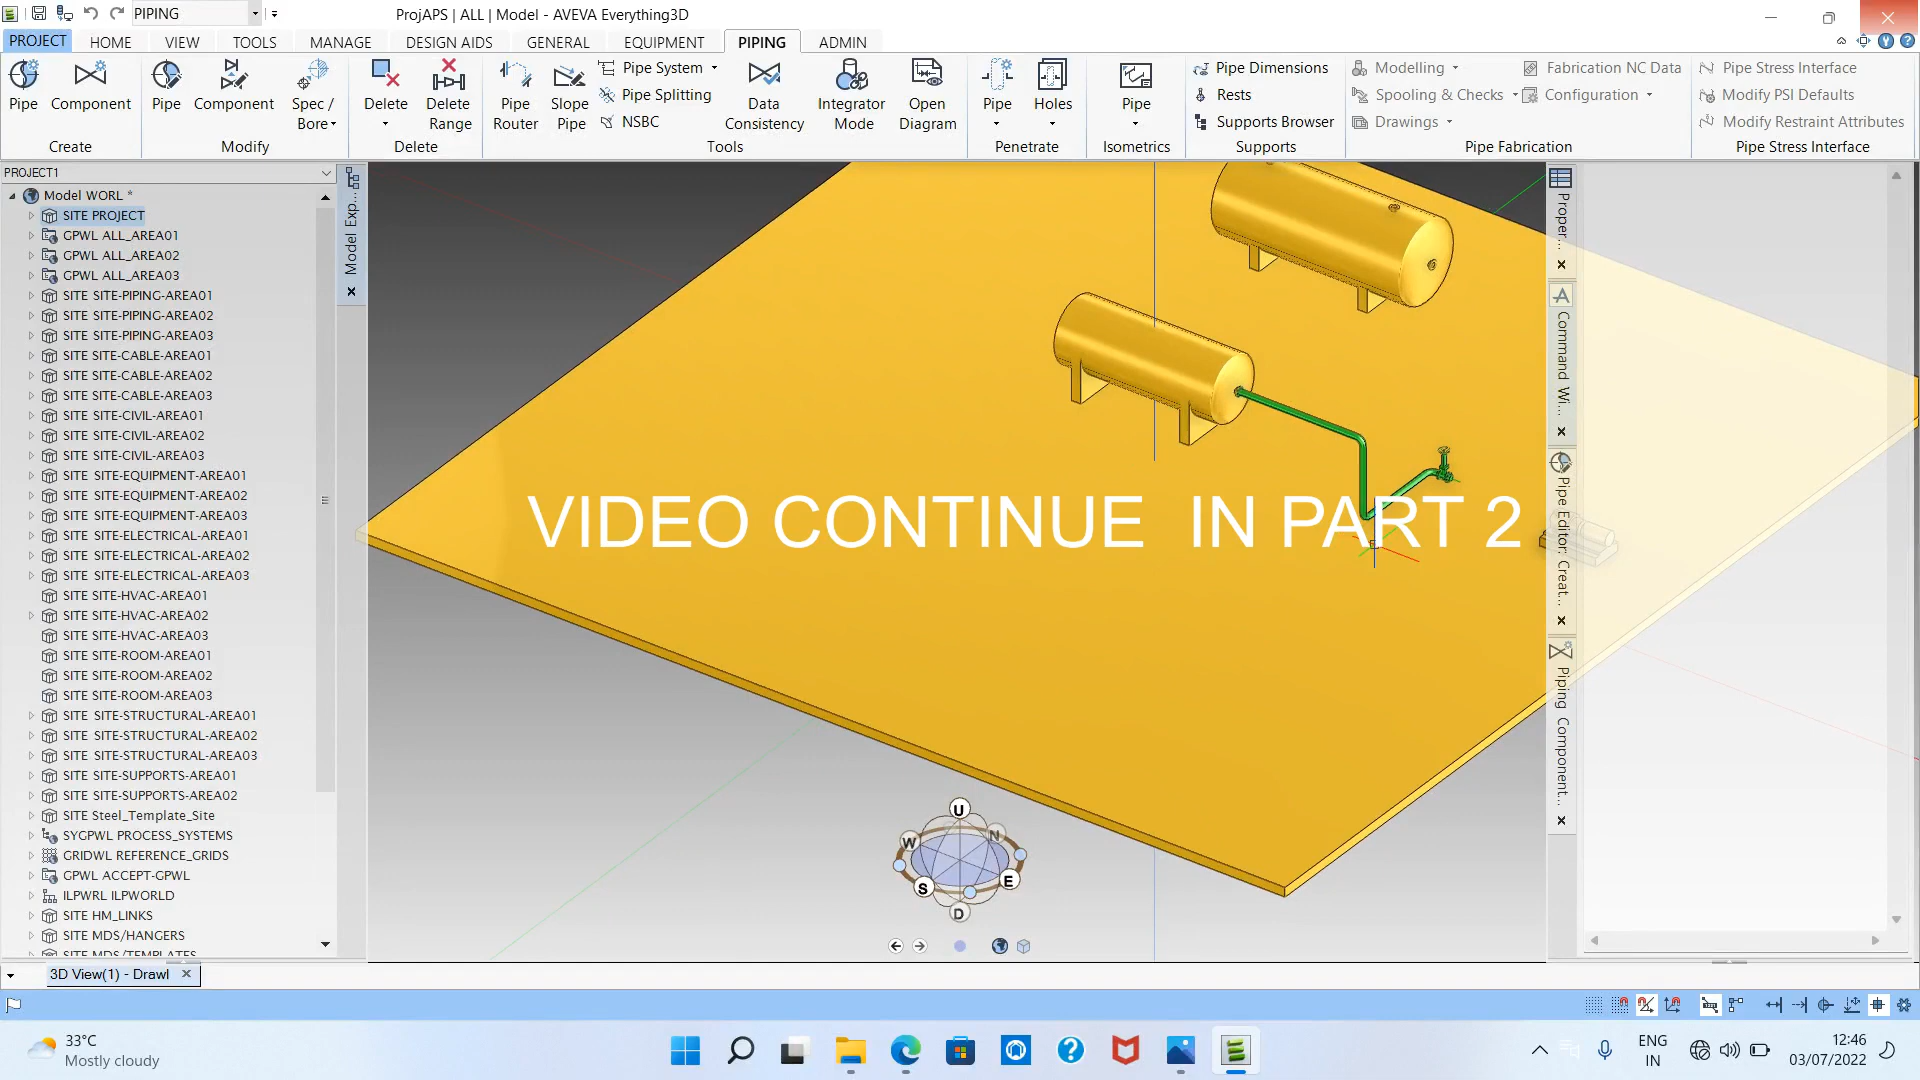 PIPING
ProjAPS | ALL | Model - AVEVA Everything3D
PROJECT
HOME
VIEW
TOOLS
MANAGE
DESIGN AIDS
GENERAL
EQUIPMENT
PIPING
ADMIN
Pipe
Component
Create
Pipe
Component
Spec /
Bore
Modify
Delete
Delete
Range
Delete
Pipe
Router
Slope
Pipe
Pipe System
Pipe Splitting
NSBC
Data
Consistency
Integrator
Mode
Open
Diagram
Tools
Pipe
Holes
Penetrate
Pipe
Isometrics
Pipe Dimensions
Rests
Supports Browser
Supports
Modelling
Spooling & Checks
Drawings
Fabrication NC Data
Configuration
Pipe Fabrication
Pipe Stress Interface
Modify PSI Defaults
Modify Restraint Attributes
Pipe Stress Interface
PROJECT1
Model WORL *
SITE PROJECT
GPWL ALL_AREA01
GPWL ALL_AREA02
GPWL ALL_AREA03
SITE SITE-PIPING-AREA01
SITE SITE-PIPING-AREA02
SITE SITE-PIPING-AREA03
SITE SITE-CABLE-AREA01
SITE SITE-CABLE-AREA02
SITE SITE-CABLE-AREA03
SITE SITE-CIVIL-AREA01
SITE SITE-CIVIL-AREA02
SITE SITE-CIVIL-AREA03
SITE SITE-EQUIPMENT-AREA01
SITE SITE-EQUIPMENT-AREA02
SITE SITE-EQUIPMENT-AREA03
SITE SITE-ELECTRICAL-AREA01
SITE SITE-ELECTRICAL-AREA02
SITE SITE-ELECTRICAL-AREA03
SITE SITE-HVAC-AREA01
SITE SITE-HVAC-AREA02
SITE SITE-HVAC-AREA03
SITE SITE-ROOM-AREA01
SITE SITE-ROOM-AREA02
SITE SITE-ROOM-AREA03
SITE SITE-STRUCTURAL-AREA01
SITE SITE-STRUCTURAL-AREA02
SITE SITE-STRUCTURAL-AREA03
SITE SITE-SUPPORTS-AREA01
SITE SITE-SUPPORTS-AREA02
SITE Steel_Template_Site
SYGPWL PROCESS_SYSTEMS
GRIDWL REFERENCE_GRIDS
GPWL ACCEPT-GPWL
ILPWRL ILPWORLD
SITE HM_LINKS
SITE MDS/HANGERS
SITE MDS/TEMPLATES
Model Exp...
VIDEO CONTINUE IN PART 2
U
W
N
S
E
D
Proper...
Command Wi...
Pipe Editor: Creat...
Piping Component...
3D View(1) - Drawl
33°C
Mostly cloudy
ENG
IN
12:46
03/07/2022